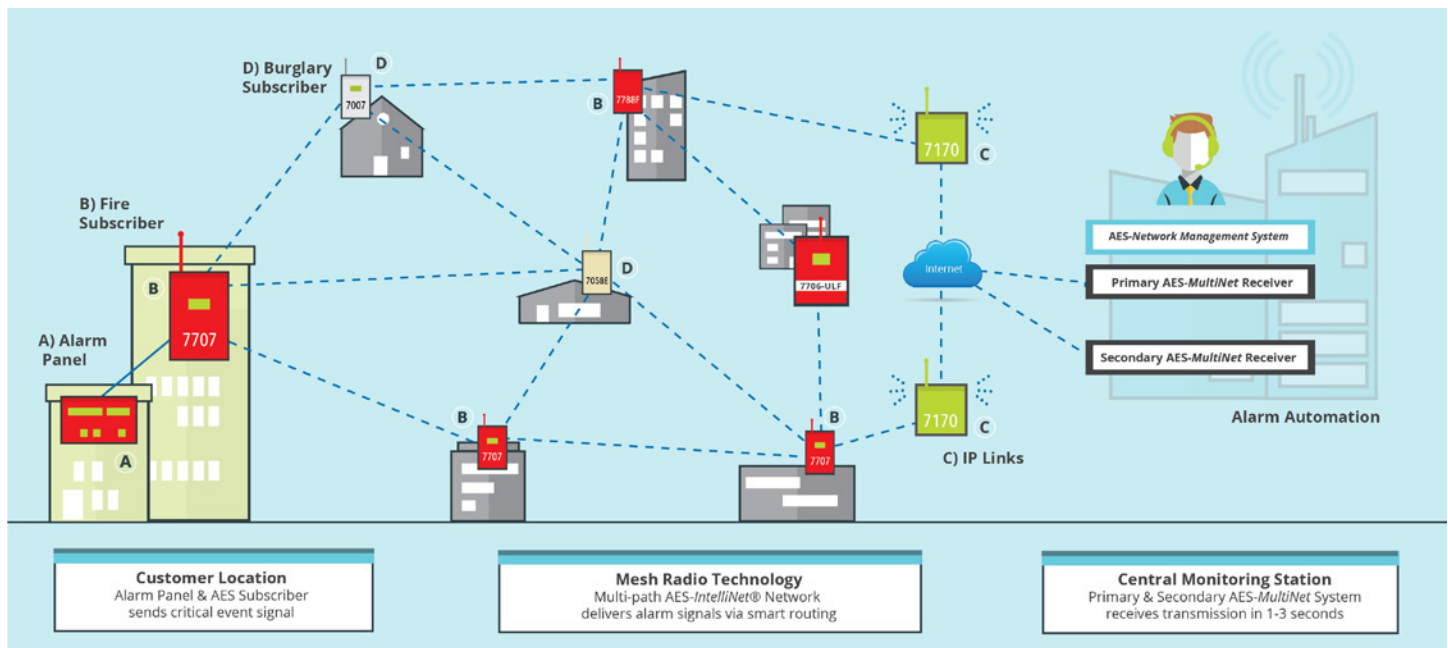 D) Burglary
Subscriber
D
7007
B
7788F
7170
C
B) Fire
Subscriber
B
7707
A) Alarm
Panel
A
7058E
D
7706-ULF
Internet
AES-Network Management System
Primary AES-MultiNet Receiver
Secondary AES-MultiNet Receiver
Alarm Automation
B
7707
B
7707
7170
C
C) IP Links
Customer Location
Alarm Panel & AES Subscriber
sends critical event signal
Mesh Radio Technology
Multi-path AES-IntelliNet® Network
delivers alarm signals via smart routing
Central Monitoring Station
Primary & Secondary AES-MultiNet System
receives transmission in 1-3 seconds